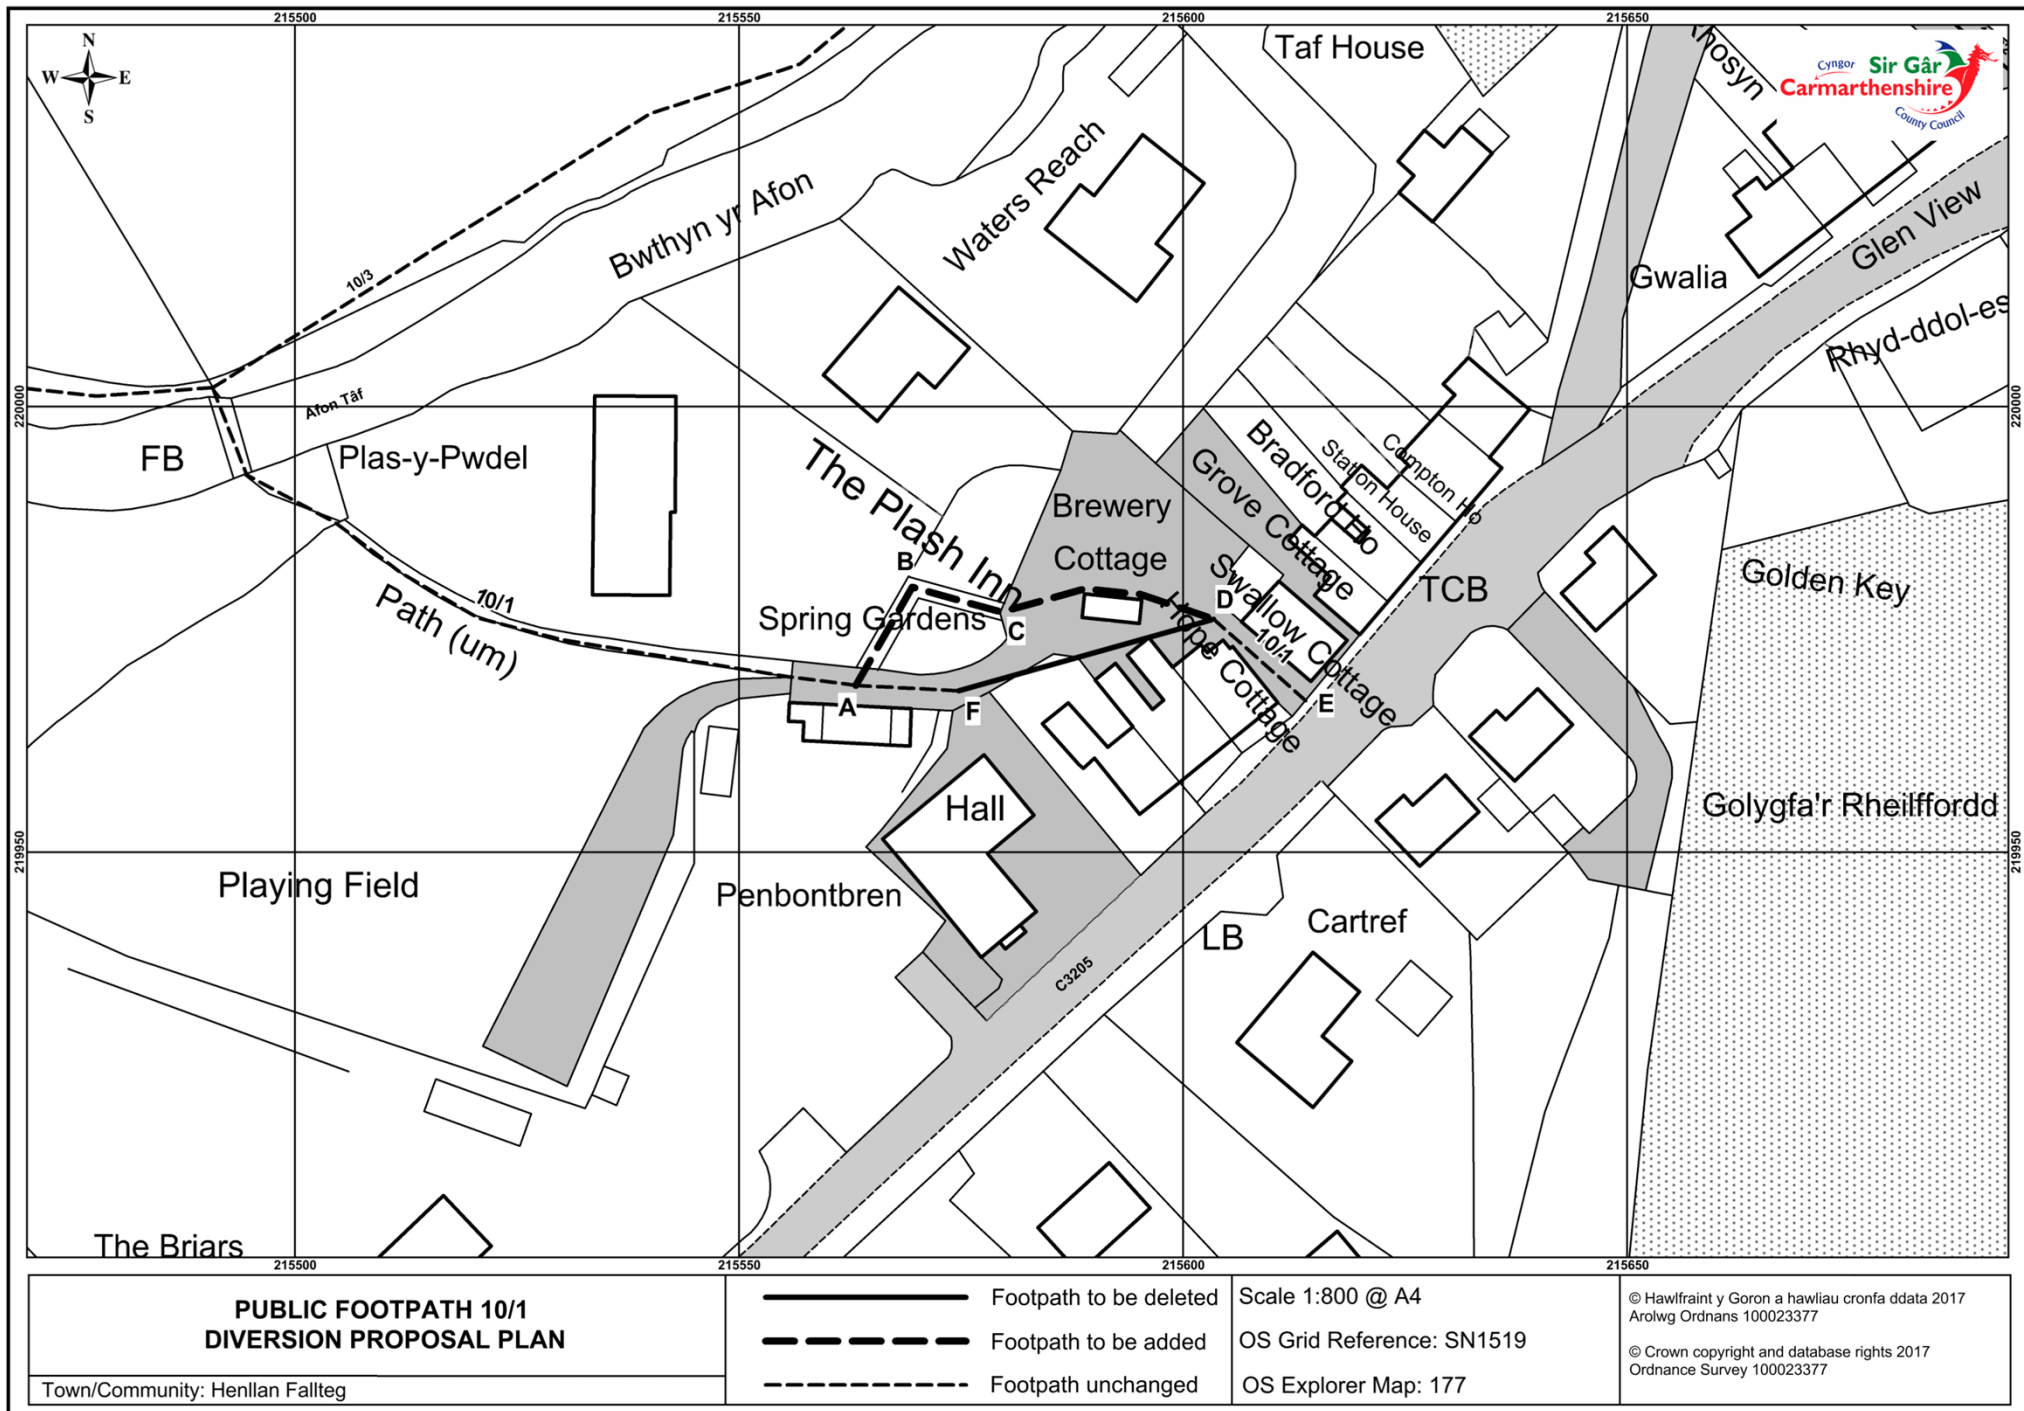 215500
215550
215600
215650
N
W
E
S
Taf House
Cyngor Sir Gâr
Carmarthenshire
County Council
Waters Reach
Bwthyn yr Afon
Glen View
Gwalia
10/3
Rhyd-ddol-es
220000
220000
Afon Tâf
FB
Plas-y-Pwdel
The Plash Inn
Brewery
Cottage
Grove Cottage
Bradford Ho
Station House
Compton Ho
TCB
Golden Key
B
Path (um)
10/1
Spring Gardens
C
D
Swallow Cottage
Hope Cottage
10/1
A
F
E
Hall
Golygfa'r Rheilffordd
219950
219950
Playing Field
Penbontbren
LB
Cartref
C3205
The Briars
215500
215550
215600
215650
PUBLIC FOOTPATH 10/1
DIVERSION PROPOSAL PLAN
Town/Community: Henllan Fallteg
Footpath to be deleted
Footpath to be added
Footpath unchanged
Scale 1:800 @ A4
OS Grid Reference: SN1519
OS Explorer Map: 177
© Hawlfraint y Goron a hawliau cronfa ddata 2017
Arolwg Ordnans 100023377
© Crown copyright and database rights 2017
Ordnance Survey 100023377